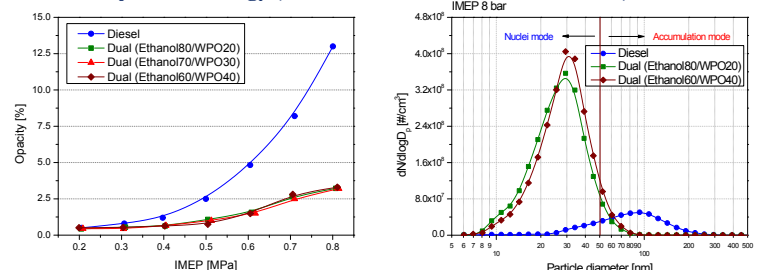 IMEP 8 bar
15.0
12.5
10.0
7.5
5.0
2.5
0.0
Opacity [%]
Diesel
Dual (Ethanol80/WPO20)
Dual (Ethanol70/WPO30)
Dual (Ethanol60/WPO40)
0.2 0.3 0.4 0.5 0.6 0.7 0.8
IMEP [MPa]
4.8x10⁸
4.0x10⁸
3.2x10⁸
2.4x10⁸
1.6x10⁸
8.0x10⁷
0.0
dN/dlogDp [#/cm³]
Nuclei mode
Accumulation mode
Diesel
Dual (Ethanol80/WPO20)
Dual (Ethanol60/WPO40)
5 6 7 8 9 10 20 30 40 50 60 70 80 90 100 200 300 400 500
Particle diameter [nm]